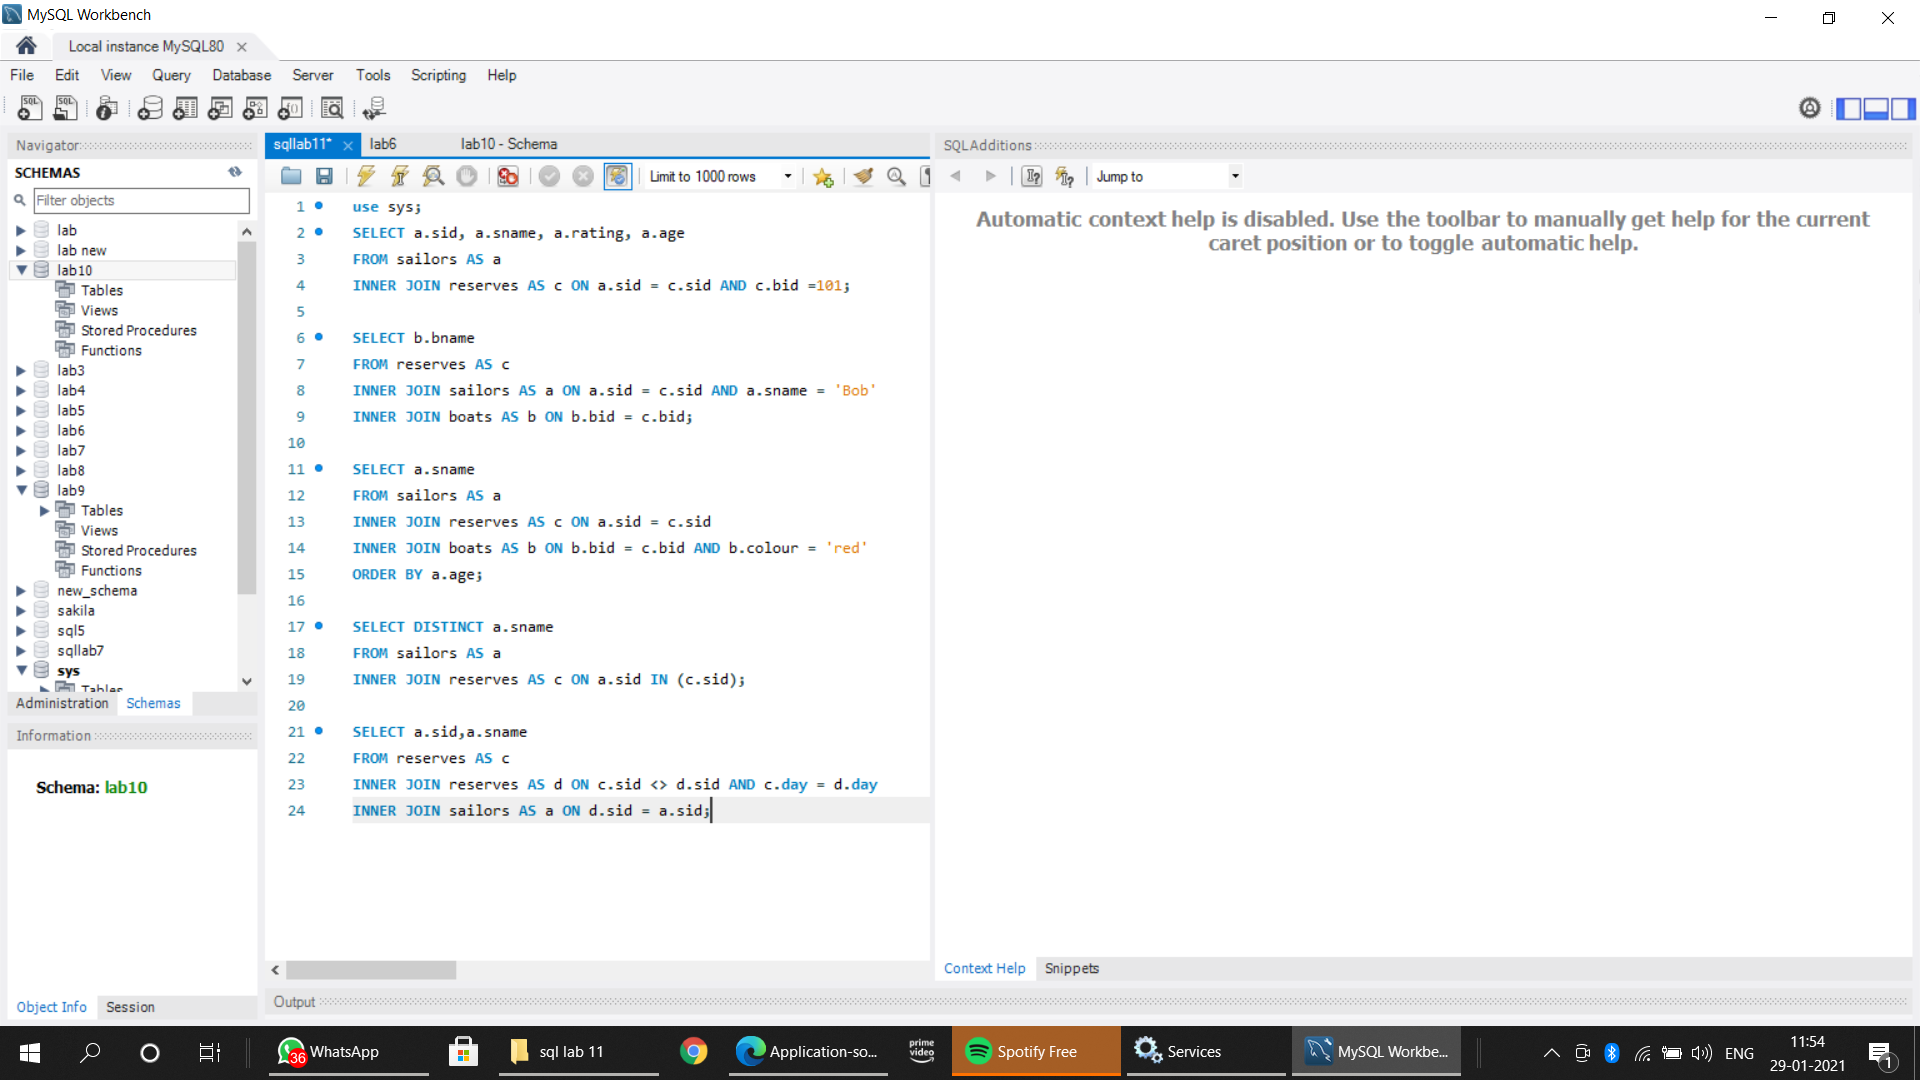 MySQL Workbench
Local instance MySQL80
File Edit View Query Database Server Tools Scripting Help
Navigator
SCHEMAS
Filter objects
lab
lab new
lab10
Tables
Views
Stored Procedures
Functions
lab3
lab4
lab5
lab6
lab7
lab8
lab9
Tables
Views
Stored Procedures
Functions
new_schema
sakila
sql5
sqllab7
sys
Tables
Administration Schemas
Information
Schema: lab10
Object Info Session
sqllab11* lab6 lab10 - Schema
Limit to 1000 rows
1 use sys;
2 SELECT a.sid, a.sname, a.rating, a.age
3 FROM sailors AS a
4 INNER JOIN reserves AS c ON a.sid = c.sid AND c.bid =101;
5
6 SELECT b.bname
7 FROM reserves AS c
8 INNER JOIN sailors AS a ON a.sid = c.sid AND a.sname = 'Bob'
9 INNER JOIN boats AS b ON b.bid = c.bid;
10
11 SELECT a.sname
12 FROM sailors AS a
13 INNER JOIN reserves AS c ON a.sid = c.sid
14 INNER JOIN boats AS b ON b.bid = c.bid AND b.colour = 'red'
15 ORDER BY a.age;
16
17 SELECT DISTINCT a.sname
18 FROM sailors AS a
19 INNER JOIN reserves AS c ON a.sid IN (c.sid);
20
21 SELECT a.sid,a.sname
22 FROM reserves AS c
23 INNER JOIN reserves AS d ON c.sid <> d.sid AND c.day = d.day
24 INNER JOIN sailors AS a ON d.sid = a.sid;
Output
SQLAdditions
Jump to
Automatic context help is disabled. Use the toolbar to manually get help for the current
caret position or to toggle automatic help.
Context Help Snippets
36 WhatsApp
sql lab 11
Application-so...
prime
video
Spotify Free
Services
MySQL Workbe...
ENG
11:54
29-01-2021
1